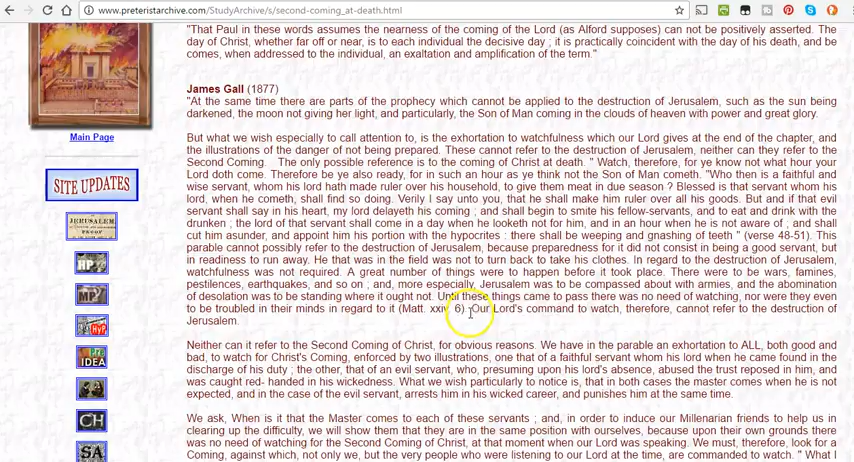 www.preteristarchive.com/StudyArchive/s/second-coming_at-death.html
"That Paul in these words assumes the nearness of the coming of the Lord (as Alford supposes) can not be positively asserted. The
day of Christ, whether far off or near, is to each individual the decisive day ; it is practically coincident with the day of his death, and be
comes, when addressed to the individual, an exaltation and amplification of the term."
James Gall (1877)
"At the same time there are parts of the prophecy which cannot be applied to the destruction of Jerusalem, such as the sun being
darkened, the moon not giving her light, and particularly, the Son of Man coming in the clouds of heaven with power and great glory.
But what we wish especially to call attention to, is the exhortation to watchfulness which our Lord gives at the end of the chapter, and
the illustrations of the danger of not being prepared. These cannot refer to the destruction of Jerusalem, neither can they refer to the
Second Coming. The only possible reference is to the coming of Christ at death. " Watch, therefore, for ye know not what hour your
Lord doth come. Therefore be ye also ready, for in such an hour as ye think not the Son of Man cometh. "Who then is a faithful and
wise servant, whom his lord hath made ruler over his household, to give them meat in due season ? Blessed is that servant whom his
lord, when he cometh, shall find so doing. Verily I say unto you, that he shall make him ruler over all his goods. But and if that evil
servant shall say in his heart, my lord delayeth his coming ; and shall begin to smite his fellow-servants, and to eat and drink with the
drunken ; the lord of that servant shall come in a day when he looketh not for him, and in an hour when he is not aware of ; and shall
cut him asunder, and appoint him his portion with the hypocrites : there shall be weeping and gnashing of teeth " (verse 48-51). This
parable cannot possibly refer to the destruction of Jerusalem, because preparedness for it did not consist in being a good servant, but
in readiness to run away. He that was in the field was not to turn back to take his clothes. In regard to the destruction of Jerusalem,
watchfulness was not required. A great number of things were to happen before it took place. There were to be wars, famines,
pestilences, earthquakes, and so on ; and, more especially, Jerusalem was to be compassed about with armies, and the abomination
of desolation was to be standing where it ought not. Until these things came to pass there was no need of watching, nor were they even
to be troubled in their minds in regard to it (Matt. xxiv. 6) Our Lord's command to watch, therefore, cannot refer to the destruction of
Jerusalem.
Neither can it refer to the Second Coming of Christ, for obvious reasons. We have in the parable an exhortation to ALL, both good and
bad, to watch for Christ's Coming, enforced by two illustrations, one that of a faithful servant whom his lord when he came found in the
discharge of his duty ; the other, that of an evil servant, who, presuming upon his lord's absence, abused the trust reposed in him, and
was caught red- handed in his wickedness. What we wish particularly to notice is, that in both cases the master comes when he is not
expected, and in the case of the evil servant, arrests him in his wicked career, and punishes him at the same time.
We ask, When is it that the Master comes to each of these servants ; and, in order to induce our Millenarian friends to help us in
clearing up the difficulty, we will show them that they are in the same position with ourselves, because upon their own grounds there
was no need of watching for the Second Coming of Christ, at that moment when our Lord was speaking. We must, therefore, look for a
Coming, against which, not only we, but the very people who were listening to our Lord at the time, are commanded to watch. " What I
Main Page
SITE UPDATES
JERUSALEM
PROOF
HP
MP
HyP
Pret
IDEA
CH
SA